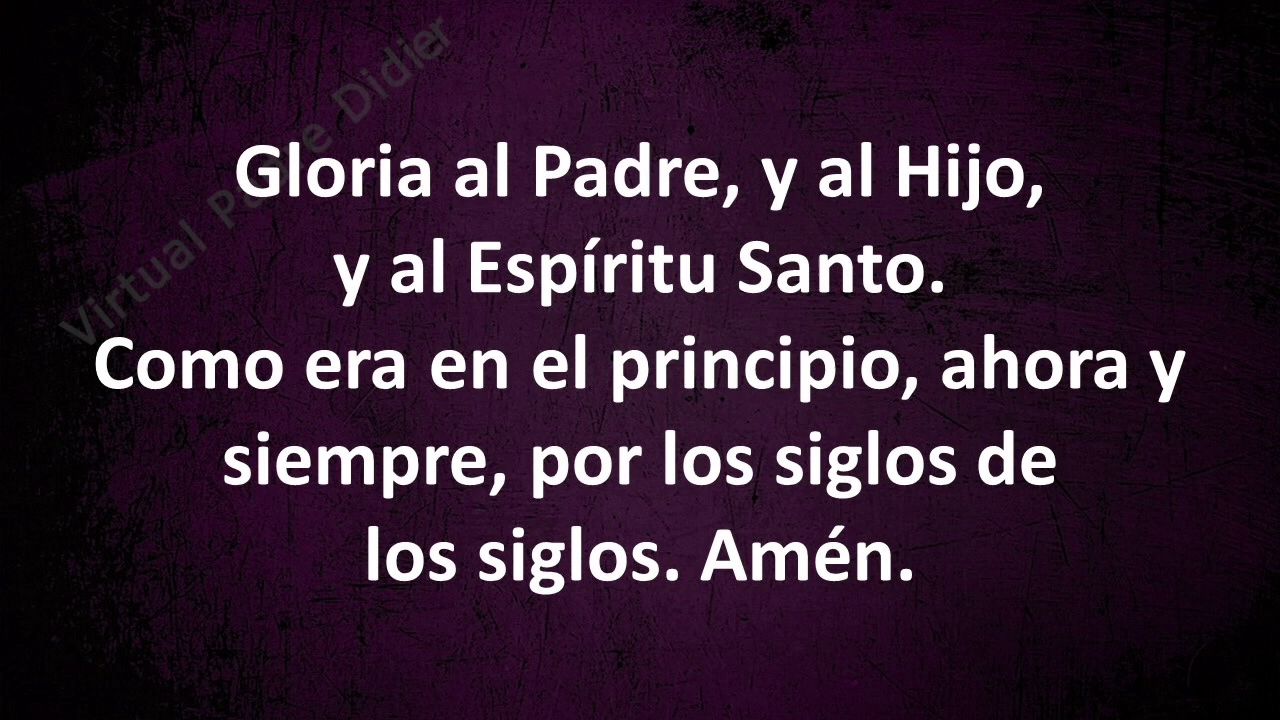 Virtual Padre Didier
Gloria al Padre, y al Hijo,
y al Espíritu Santo.
Como era en el principio, ahora y
siempre, por los siglos de
los siglos. Amén.